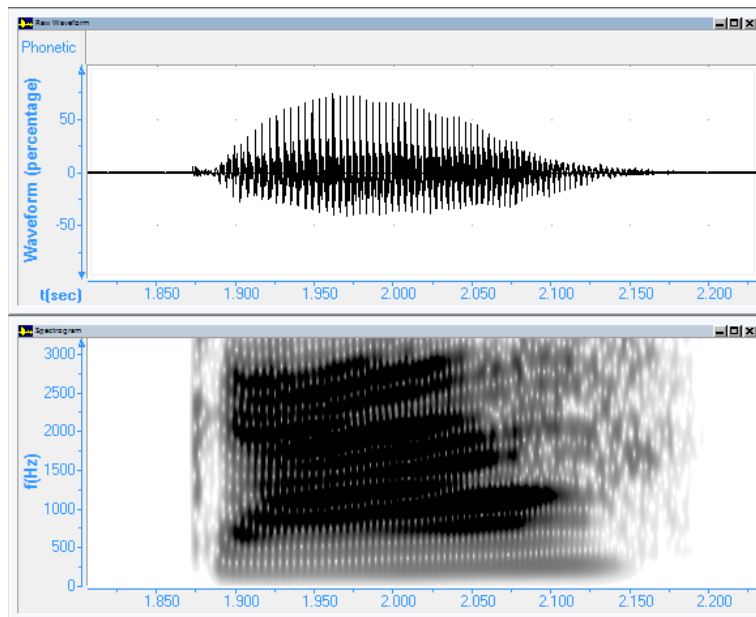 Raw Waveform
Phonetic
Waveform (percentage)
50
0
-50
t(sec) 1.850 1.900 1.950 2.000 2.050 2.100 2.150 2.200
Spectrogram
f(Hz)
3000
2500
2000
1500
1000
500
0
1.850 1.900 1.950 2.000 2.050 2.100 2.150 2.200